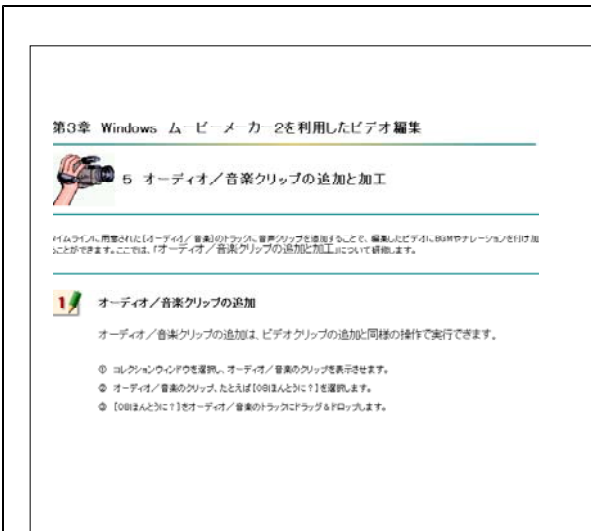 第3章 Windows ムービーメーカー2を利用したビデオ編集
5 オーディオ／音楽クリップの追加と加工
イムラインに用意された[オーディオ／音楽]のトラックに、音声クリップを追加することで、編集したビデオに、BGMやナレーションを付け加
ことができます。ここでは、「オーディオ／音楽クリップの追加と加工」について研修します。
1 オーディオ／音楽クリップの追加
オーディオ／音楽クリップの追加は、ビデオクリップの追加と同様の操作で実行できます。
① コレクションウィンドウを選択し、オーディオ／音楽のクリップを表示させます。
② オーディオ／音楽のクリップ、たとえば[08ほんとうに？]を選択します。
③ [08ほんとうに？]をオーディオ／音楽のトラックにドラッグ&ドロップします。